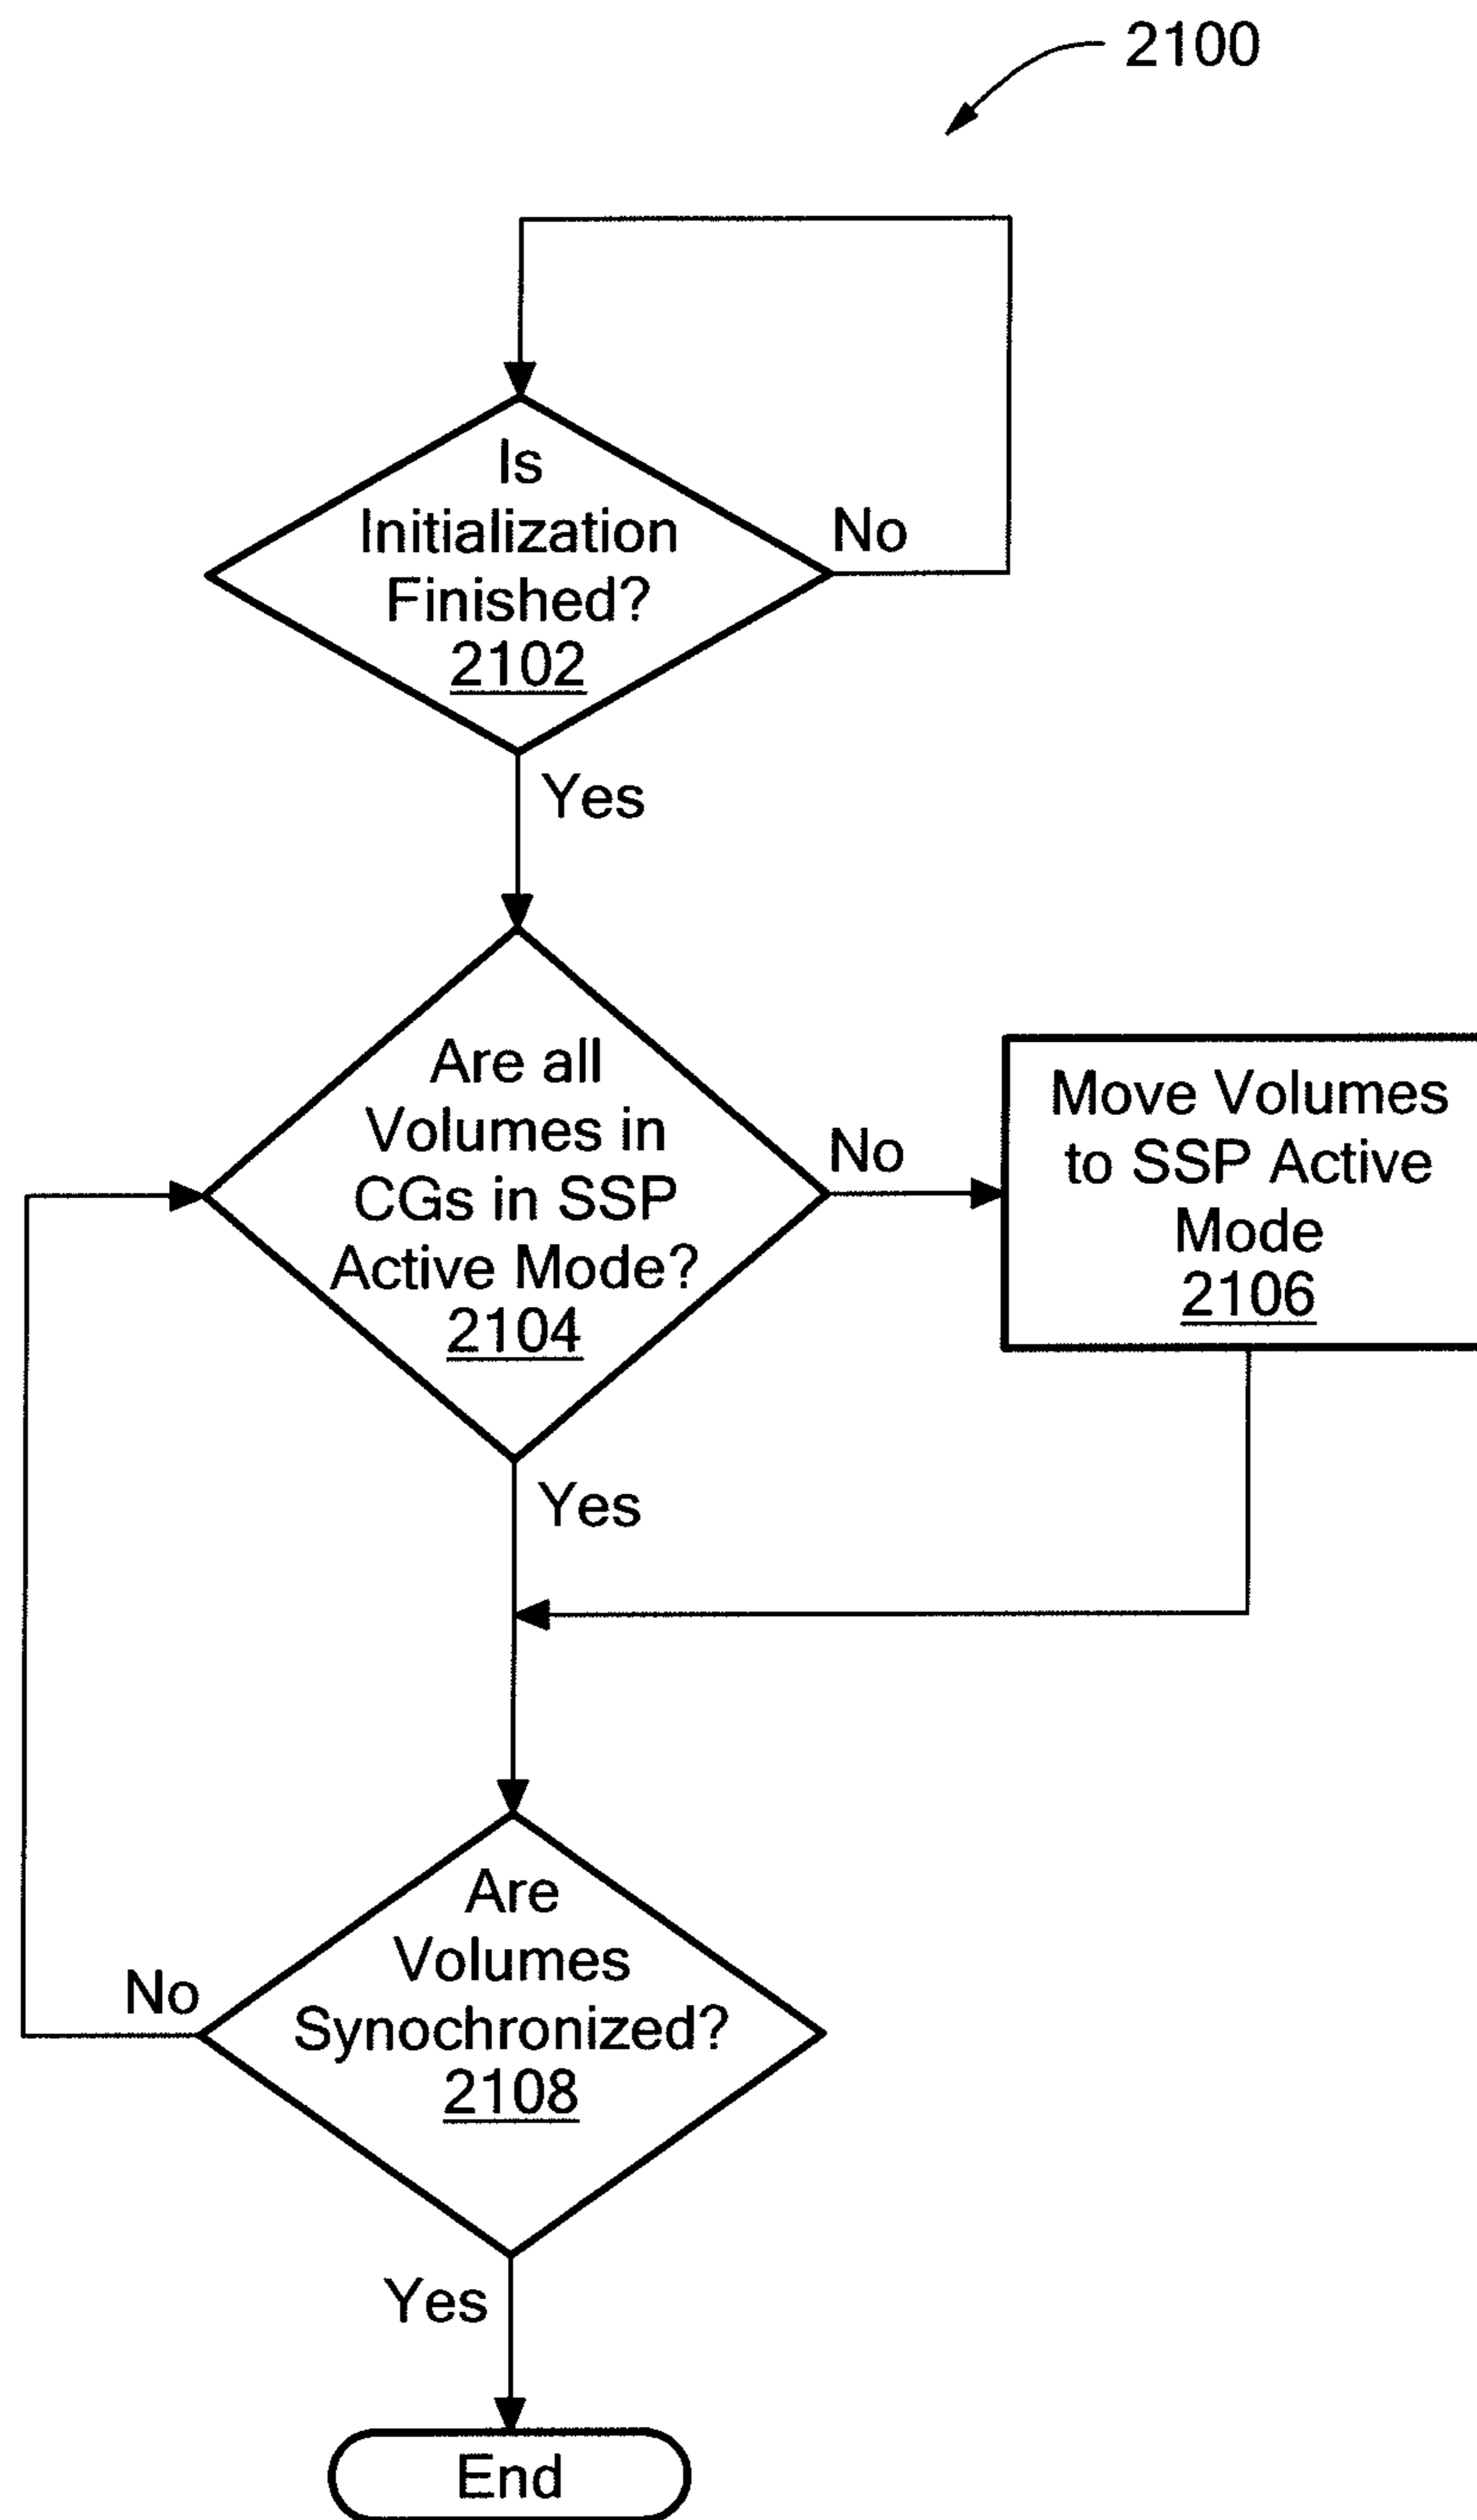 2100
Is
Initialization
Finished?
2102
No
Yes
Are all
Volumes in
CGs in SSP
Active Mode?
2104
No
Move Volumes
to SSP Active
Mode
2106
Yes
Are
Volumes
Synochronized?
2108
No
Yes
End